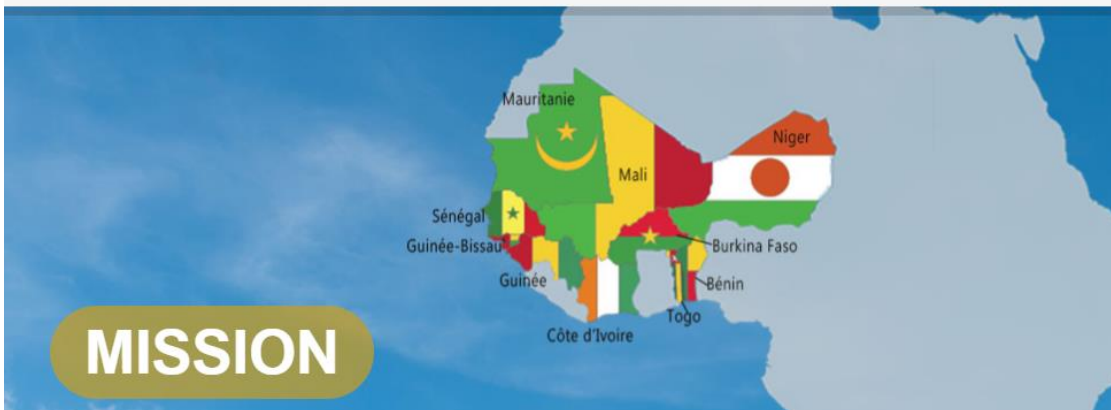 Mauritanie
Niger
Mali
Sénégal
Guinée-Bissau
Burkina Faso
Guinée
Bénin
Togo
Côte d'Ivoire
MISSION